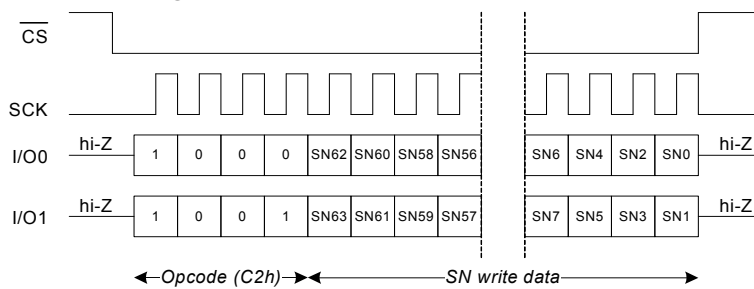 CS
SCK
I/O0 hi-Z 1 0 0 0 SN62 SN60 SN58 SN56 SN6 SN4 SN2 SN0 hi-Z
I/O1 hi-Z 1 0 0 1 SN63 SN61 SN59 SN57 SN7 SN5 SN3 SN1 hi-Z
Opcode (C2h) SN write data